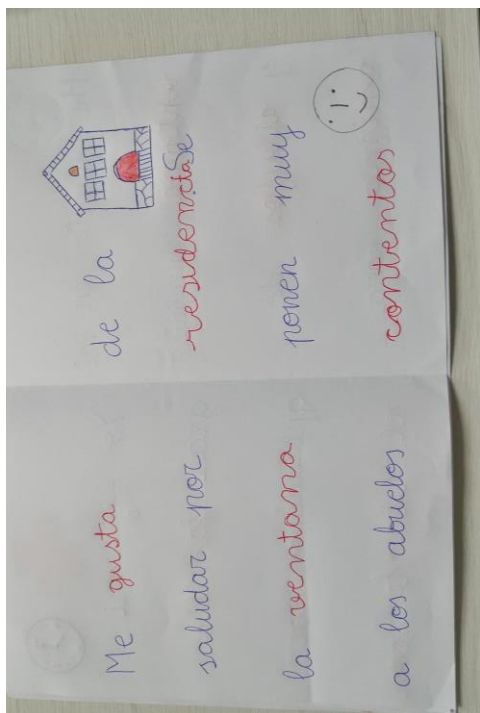 Me gusta
saludar por
la ventana
a los abuelos
de la
residencia. Se
ponen muy
contentos